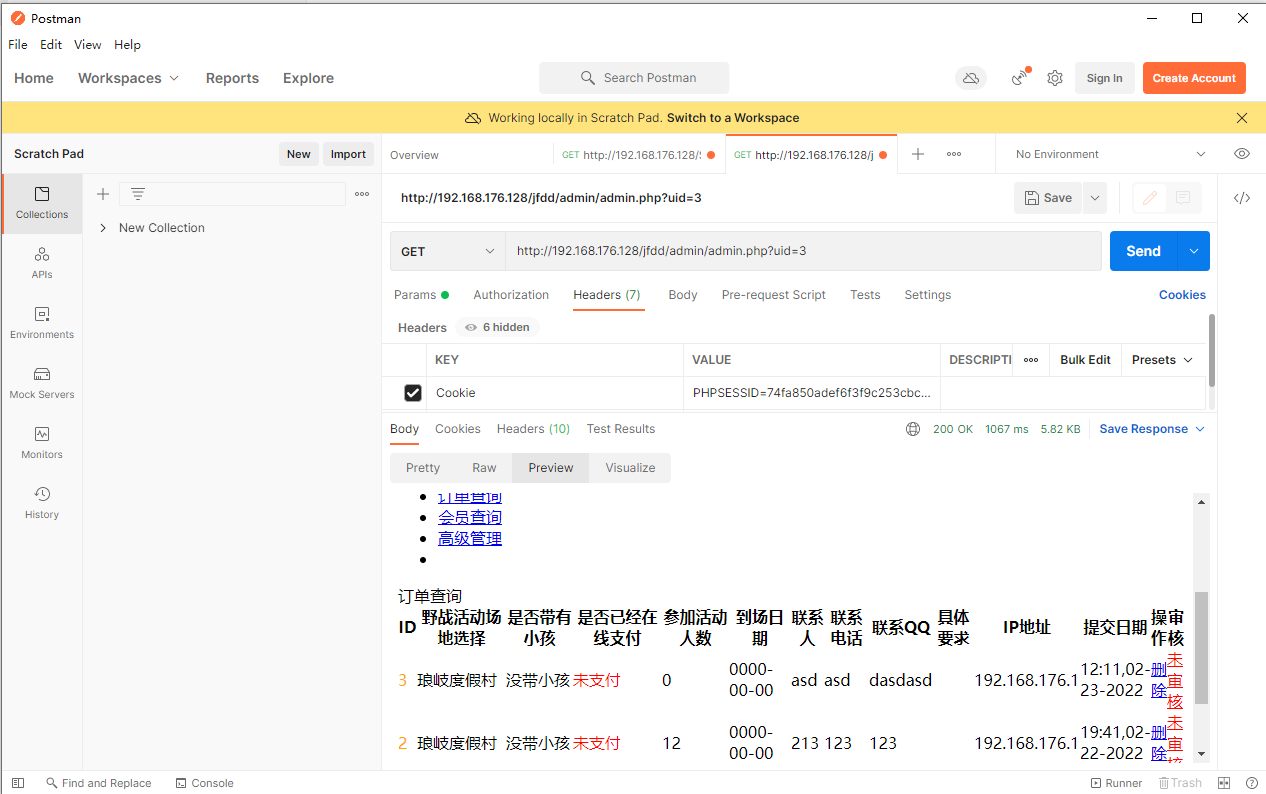 Postman
File Edit View Help
Home Workspaces Reports Explore Search Postman Sign In Create Account
Working locally in Scratch Pad. Switch to a Workspace
Scratch Pad New Import
Overview GET http://192.168.176.128/ GET http://192.168.176.128/j No Environment
http://192.168.176.128/jfdd/admin/admin.php?uid=3 Save
Collections
New Collection
APIs
Environments
Mock Servers
Monitors
History
GET http://192.168.176.128/jfdd/admin/admin.php?uid=3 Send
Params Authorization Headers (7) Body Pre-request Script Tests Settings Cookies
Headers 6 hidden
KEY VALUE DESCRIPTI Bulk Edit Presets
Cookie PHPSESSID=74fa850adef6f3f9c253cbc...
Body Cookies Headers (10) Test Results 200 OK 1067 ms 5.82 KB Save Response
Pretty Raw Preview Visualize
订单查询
会员查询
高级管理
订单查询
ID 野战活动场地选择 是否带有小孩 是否已经在线支付 参加活动人数 到场日期 联系人 联系电话 联系QQ 具体要求 IP地址 提交日期 操作 审核
3 琅岐度假村 没带小孩 未支付 0 0000-00-00 asd asd dasdasd 192.168.176.1 12:11,02-23-2022 删除 未审核
2 琅岐度假村 没带小孩 未支付 12 0000-00-00 213 123 123 192.168.176.1 19:41,02-22-2022 删除 未审核
Find and Replace Console Runner Trash